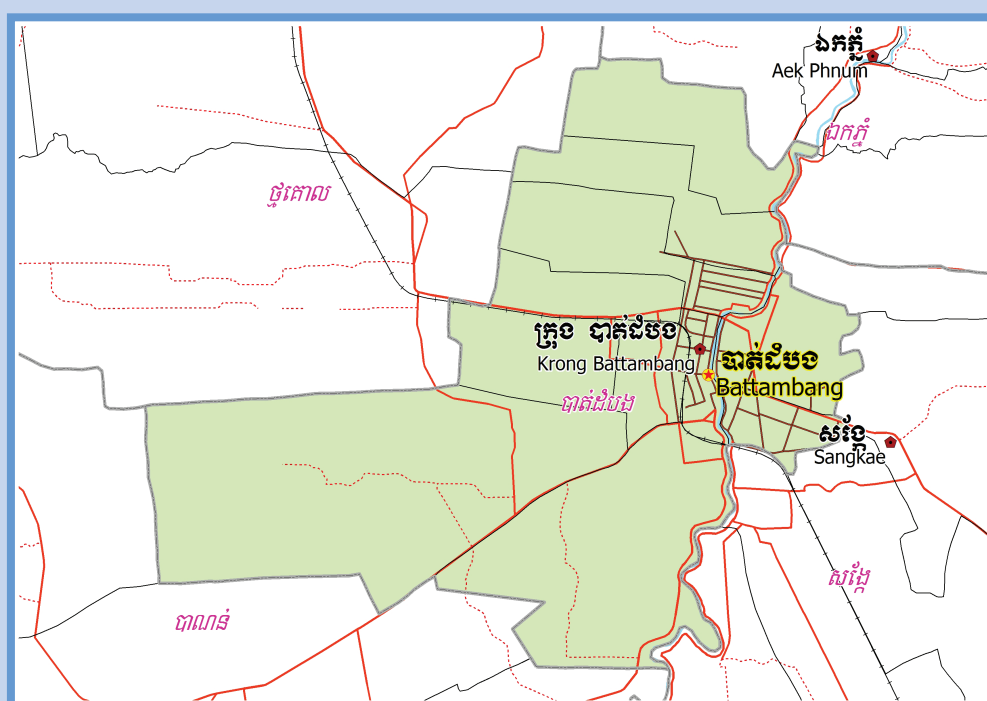 ឯកភ្នំ
Aek Phnum
ឯកភ្នំ
ថ្មគោល
ក្រុង បាត់ដំបង
Krong Battambang
បាត់ដំបង
Battambang
បាត់ដំបង
សង្កែ
Sangkae
សង្កែ
បាណន់